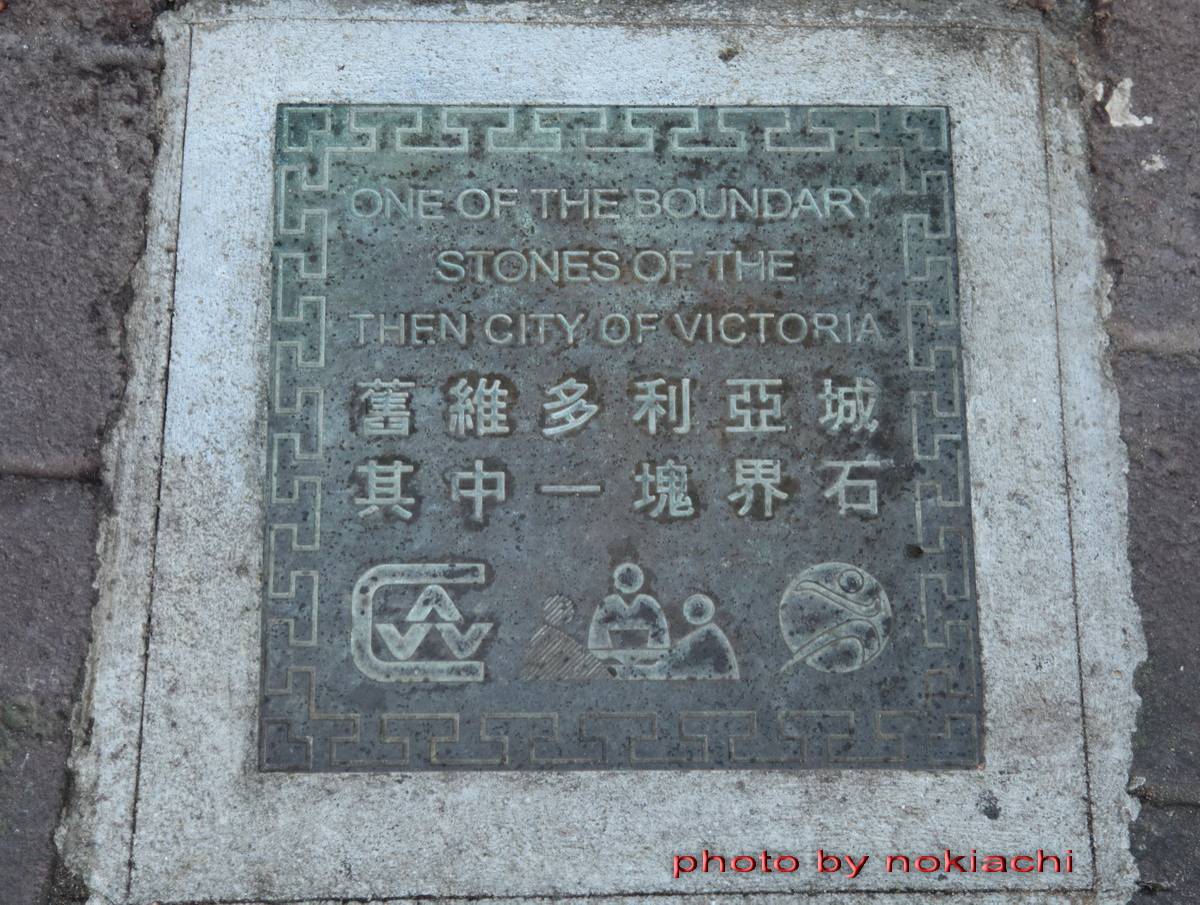 ONE OF THE BOUNDARY
STONES OF THE
THEN CITY OF VICTORIA
舊維多利亞城
其中一塊界石
CAW
photo by nokiachi